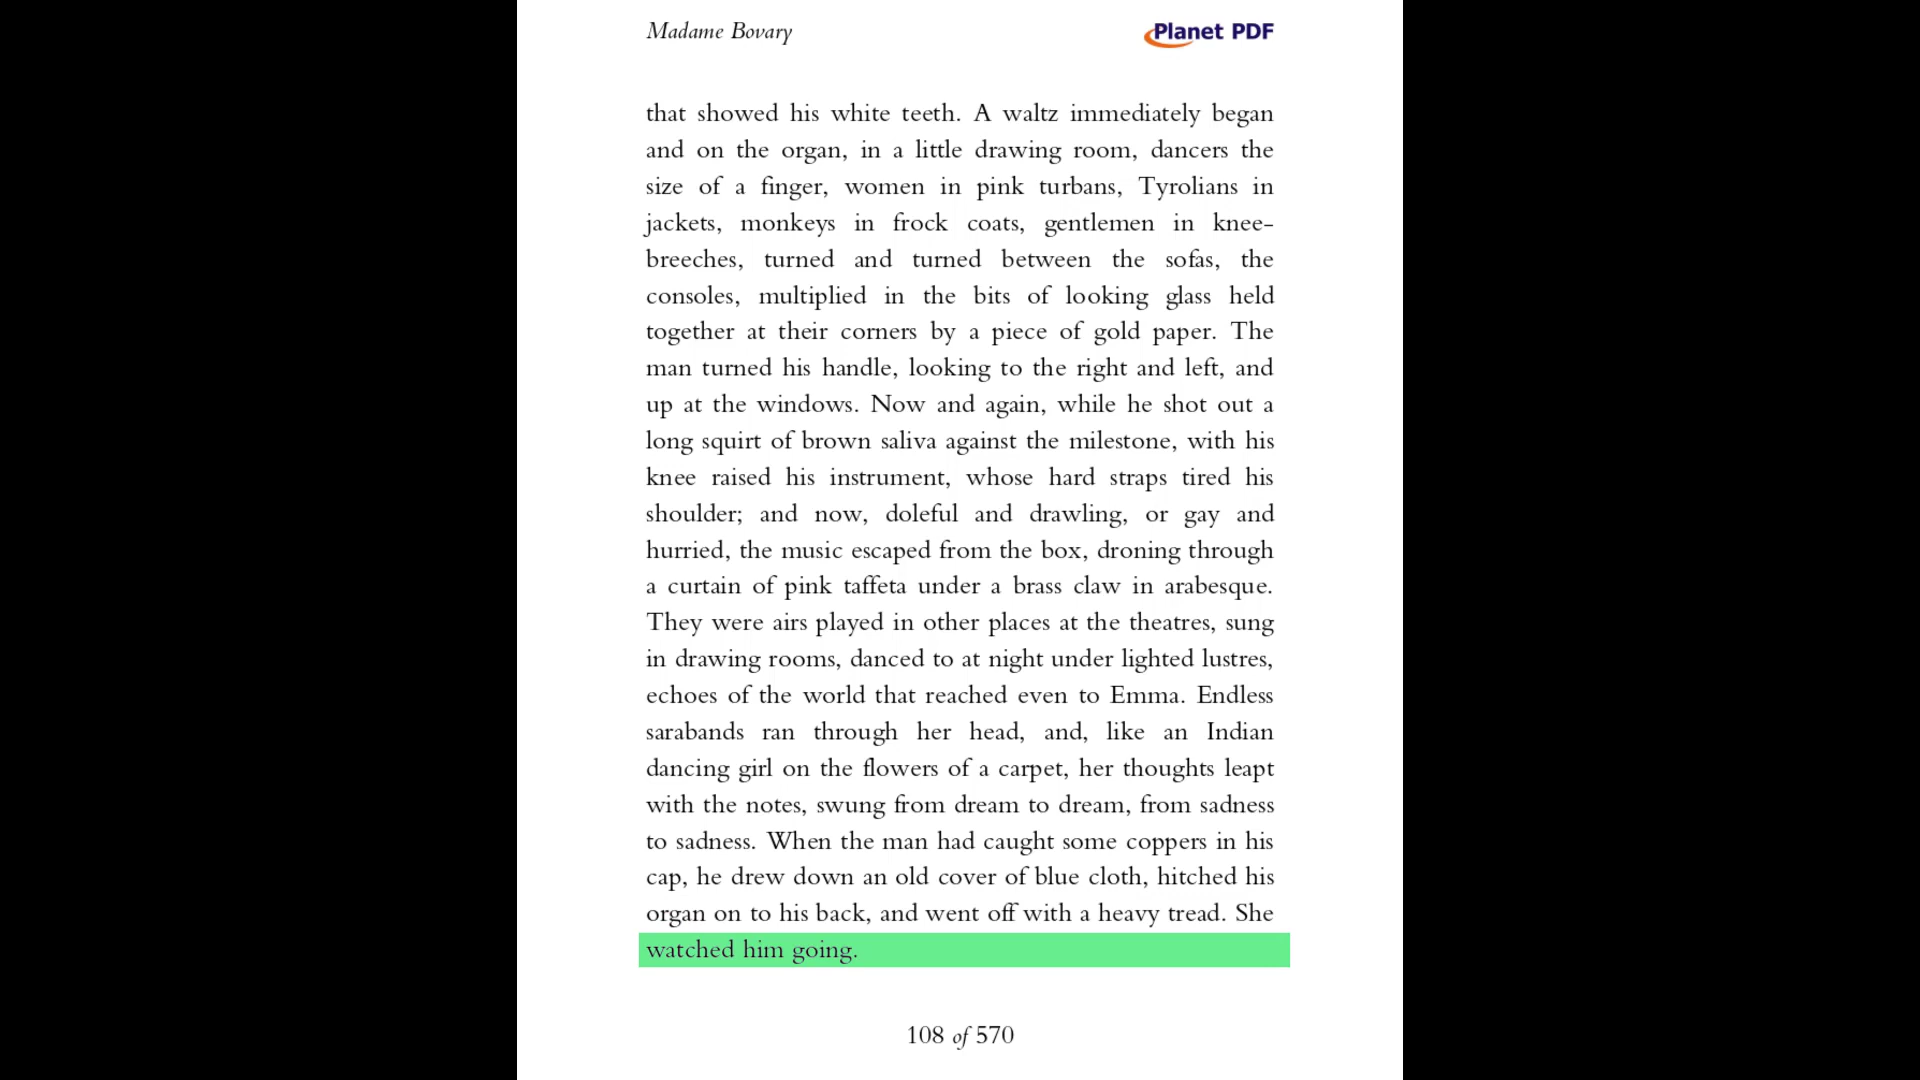 Madame Bovary
Planet PDF
that showed his white teeth. A waltz immediately began
and on the organ, in a little drawing room, dancers the
size of a finger, women in pink turbans, Tyrolians in
jackets, monkeys in frock coats, gentlemen in knee-
breeches, turned and turned between the sofas, the
consoles, multiplied in the bits of looking glass held
together at their corners by a piece of gold paper. The
man turned his handle, looking to the right and left, and
up at the windows. Now and again, while he shot out a
long squirt of brown saliva against the milestone, with his
knee raised his instrument, whose hard straps tired his
shoulder; and now, doleful and drawling, or gay and
hurried, the music escaped from the box, droning through
a curtain of pink taffeta under a brass claw in arabesque.
They were airs played in other places at the theatres, sung
in drawing rooms, danced to at night under lighted lustres,
echoes of the world that reached even to Emma. Endless
sarabands ran through her head, and, like an Indian
dancing girl on the flowers of a carpet, her thoughts leapt
with the notes, swung from dream to dream, from sadness
to sadness. When the man had caught some coppers in his
cap, he drew down an old cover of blue cloth, hitched his
organ on to his back, and went off with a heavy tread. She
watched him going.
108 of 570